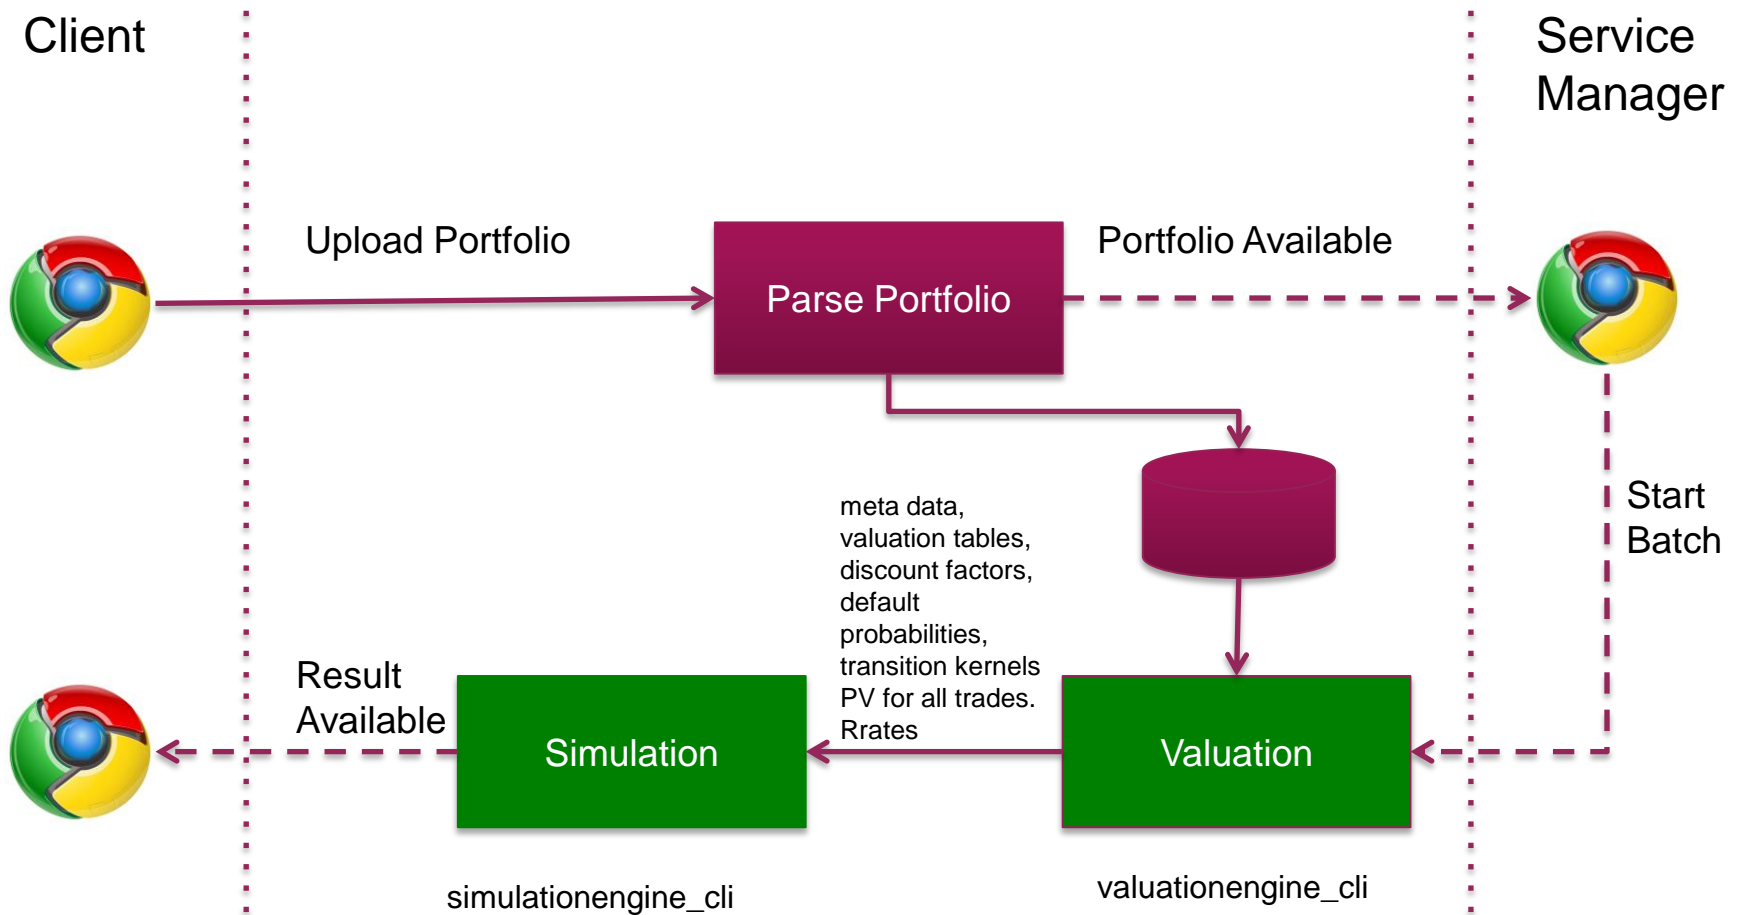 Client
Service
Manager
Upload Portfolio
Parse Portfolio
Portfolio Available
Start
Batch
meta data,
valuation tables,
discount factors,
default
probabilities,
transition kernels
PV for all trades.
Rrates
Result
Available
Simulation
Valuation
simulationengine_cli
valuationengine_cli